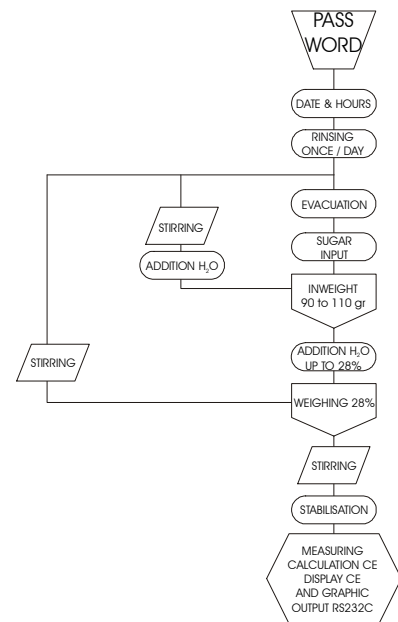 PASS
WORD
DATE & HOURS
RINSING
ONCE / DAY
EVACUATION
STIRRING
SUGAR
INPUT
ADDITION H₂O
INWEIGHT
90 to 110 gr
STIRRING
ADDITION H₂O
UP TO 28%
WEIGHING 28%
STIRRING
STABILISATION
MEASURING
CALCULATION CE
DISPLAY CE
AND GRAPHIC
OUTPUT RS232C